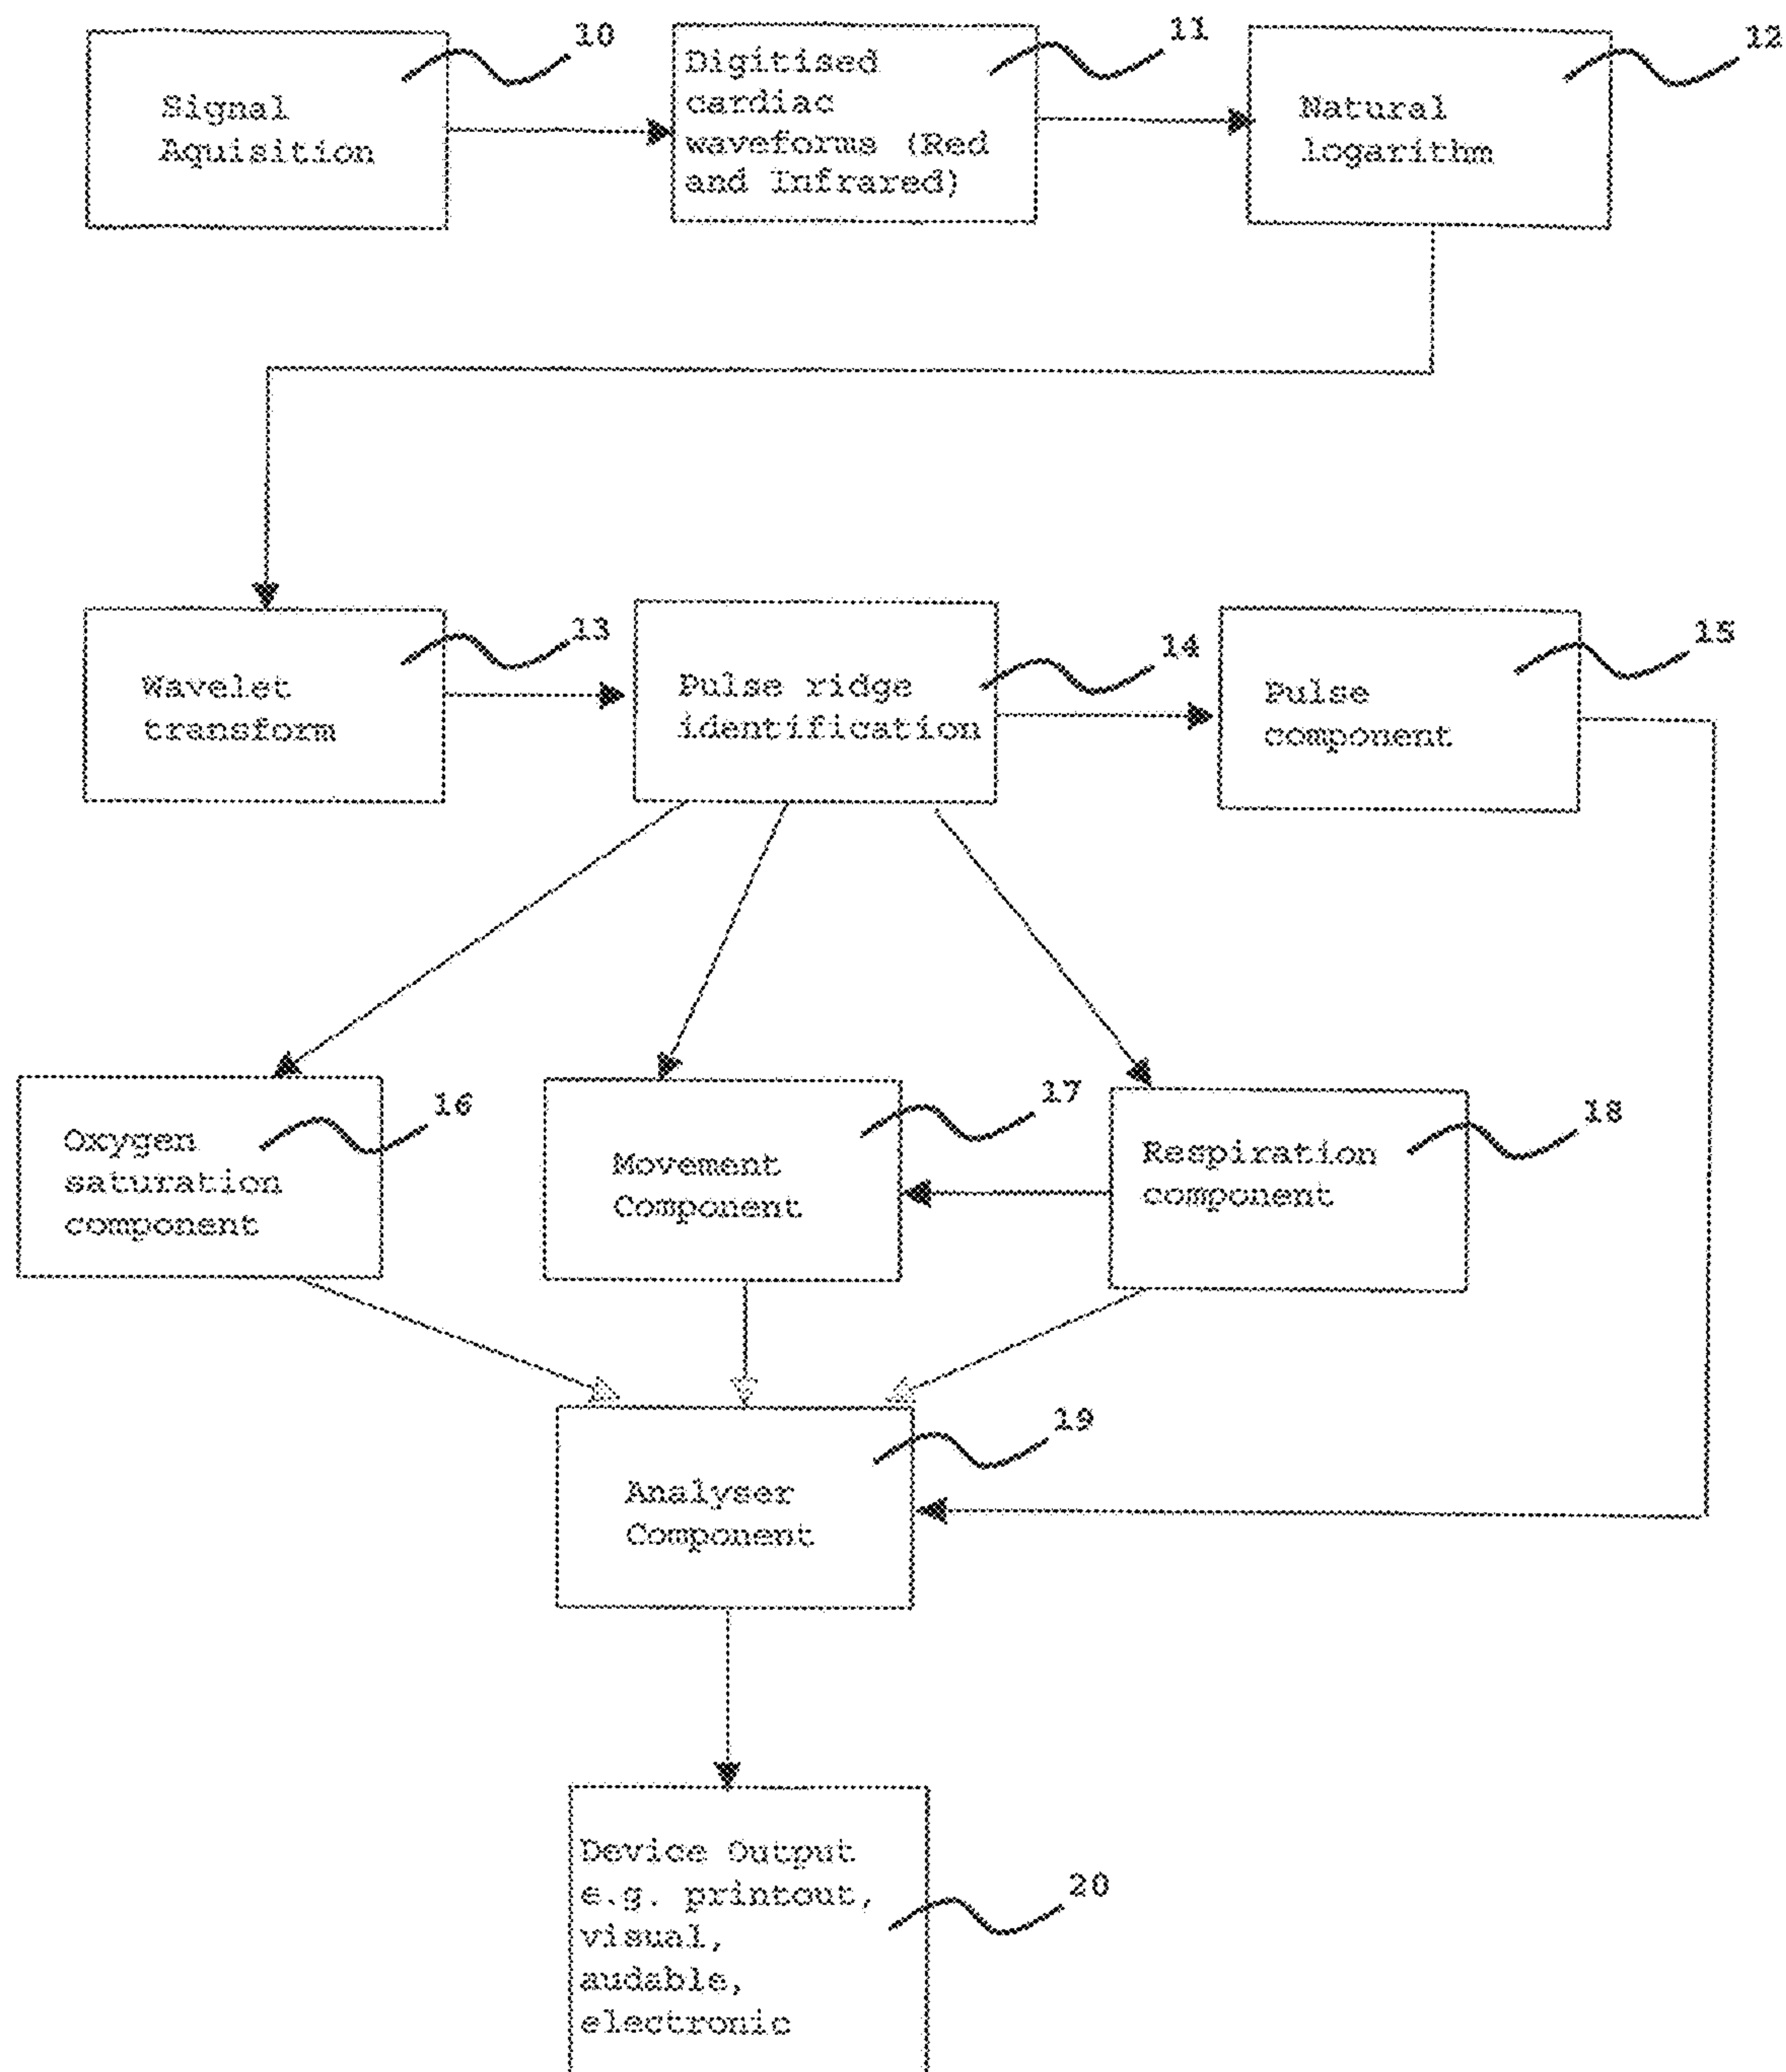 10
Signal
Aquisition
11
Digitised
cardiac
waveforms (Red
and Infrared)
12
Natural
logarithm
13
Wavelet
transform
14
Pulse ridge
identification
15
Pulse
component
16
Oxygen
saturation
component
17
Movement
Component
18
Respiration
component
19
Analyser
Component
20
Device Output
e.g. printout,
visual,
audable,
electronic